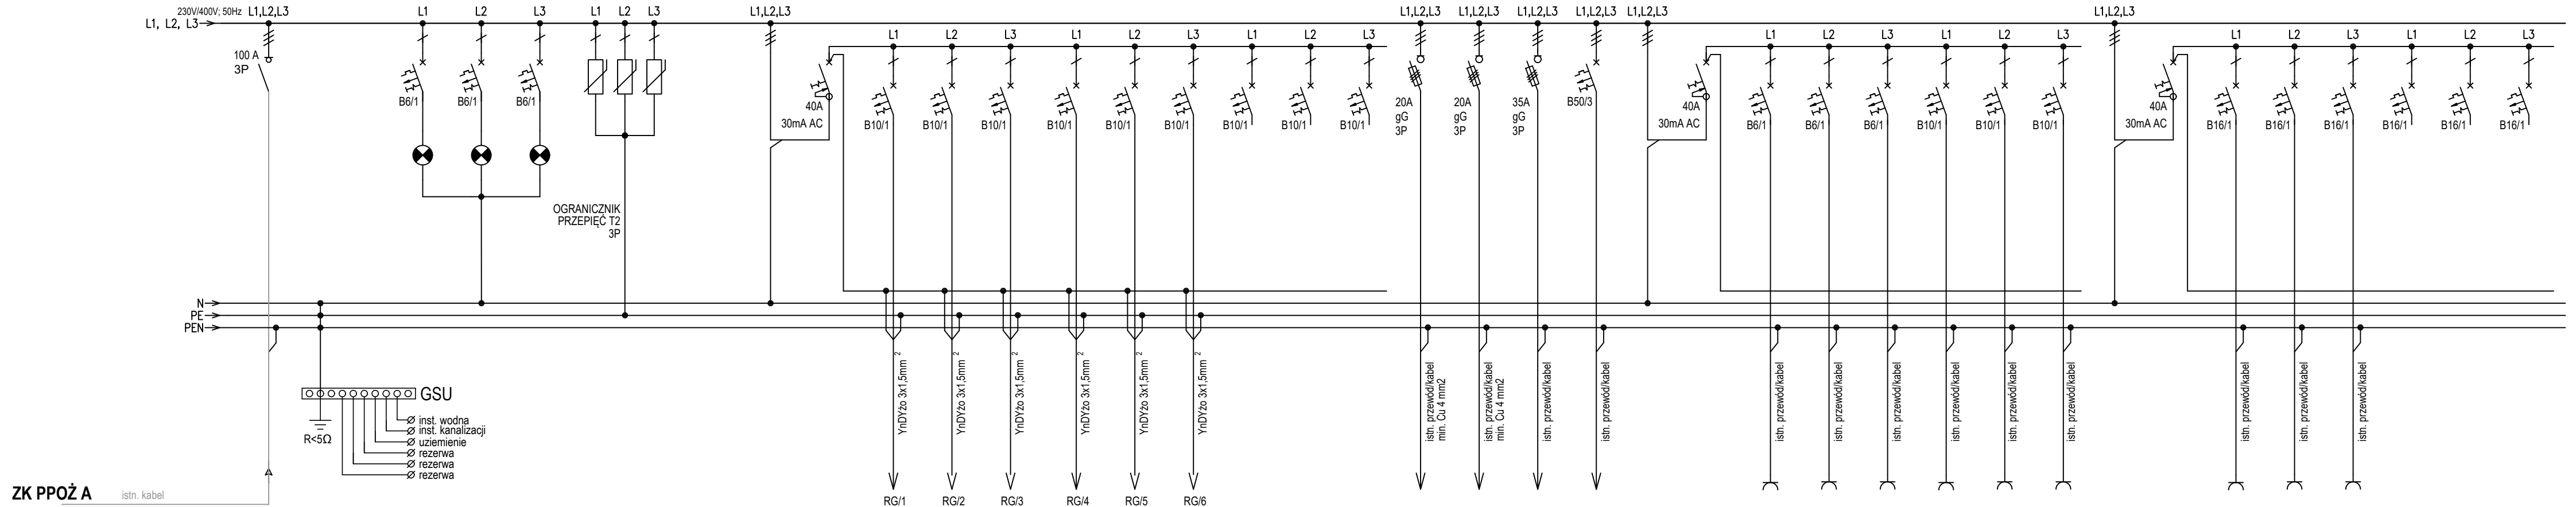 230V/400V; 50Hz
L1, L2, L3
L1,L2,L3
L1
L2
L3
L1
L2
L3
L1,L2,L3
L1,L2,L3
L1,L2,L3
L1,L2,L3
L1,L2,L3
L1,L2,L3
L1,L2,L3
L1
L2
L3
L1
L2
L3
L1
L2
L3
L1
L2
L3
L1
L2
L3
L1
L2
L3
L1
L2
L3
100 A
3P
B6/1
B6/1
B6/1
40A
30mA AC
B10/1
B10/1
B10/1
B10/1
B10/1
B10/1
B10/1
B10/1
B10/1
20A
gG
3P
20A
gG
3P
35A
gG
3P
B50/3
40A
30mA AC
B6/1
B6/1
B6/1
B10/1
B10/1
B10/1
40A
30mA AC
B16/1
B16/1
B16/1
B16/1
B16/1
B16/1
OGRANICZNIK
PRZEPIĘĆ T2
3P
N
PE
PEN
YnDYżo 3x1,5mm²
YnDYżo 3x1,5mm²
YnDYżo 3x1,5mm²
YnDYżo 3x1,5mm²
YnDYżo 3x1,5mm²
YnDYżo 3x1,5mm²
istn. przewód/kabel
min. Cu 4 mm2
istn. przewód/kabel
min. Cu 4 mm2
istn. przewód/kabel
istn. przewód/kabel
istn. przewód/kabel
istn. przewód/kabel
istn. przewód/kabel
istn. przewód/kabel
istn. przewód/kabel
istn. przewód/kabel
istn. przewód/kabel
istn. przewód/kabel
istn. przewód/kabel
GSU
R<5Ω
inst. wodna
inst. kanalizacji
uziemienie
rezerwa
rezerwa
rezerwa
ZK PPOŻ A
istn. kabel
RG/1
RG/2
RG/3
RG/4
RG/5
RG/6